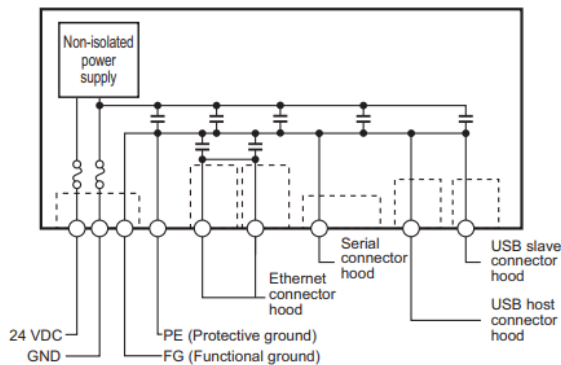 Non-isolated
power
supply
Serial
connector
hood
USB slave
connector
hood
Ethernet
connector
hood
USB host
connector
hood
24 VDC
PE (Protective ground)
GND
FG (Functional ground)